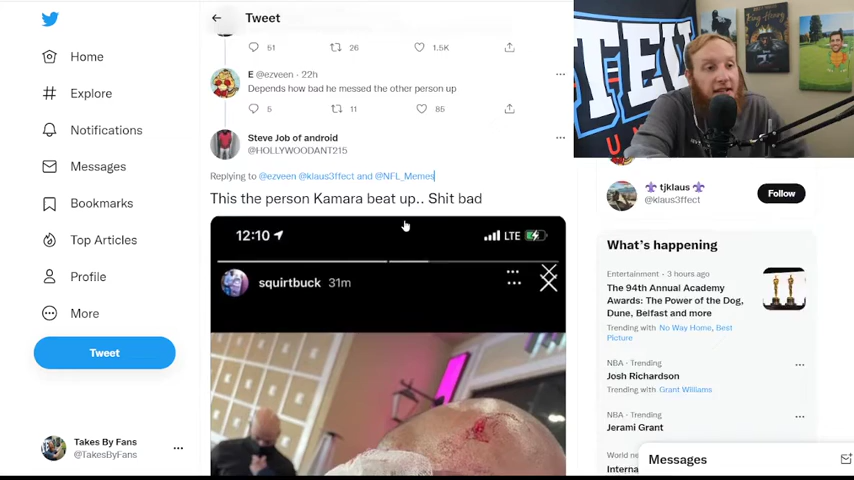 Tweet
51
26
1.5K
Home
E @ezveen · 22h
Depends how bad he messed the other person up
Explore
5
11
85
Notifications
Steve Job of android
@HOLLYWOODANT215
Messages
Replying to @ezveen @klaus3ffect and @NFL_Memes
This the person Kamara beat up.. Shit bad
Bookmarks
Top Articles
12:10
LTE
Profile
squirtbuck 31m
More
Tweet
Takes By Fans
@TakesByFans
TEU
tjklaus
@klaus3ffect
Follow
What's happening
Entertainment · 3 hours ago
The 94th Annual Academy
Awards: The Power of the Dog,
Dune, Belfast and more
Trending with No Way Home, Best
Picture
NBA · Trending
Josh Richardson
Trending with Grant Williams
NBA · Trending
Jerami Grant
Messages